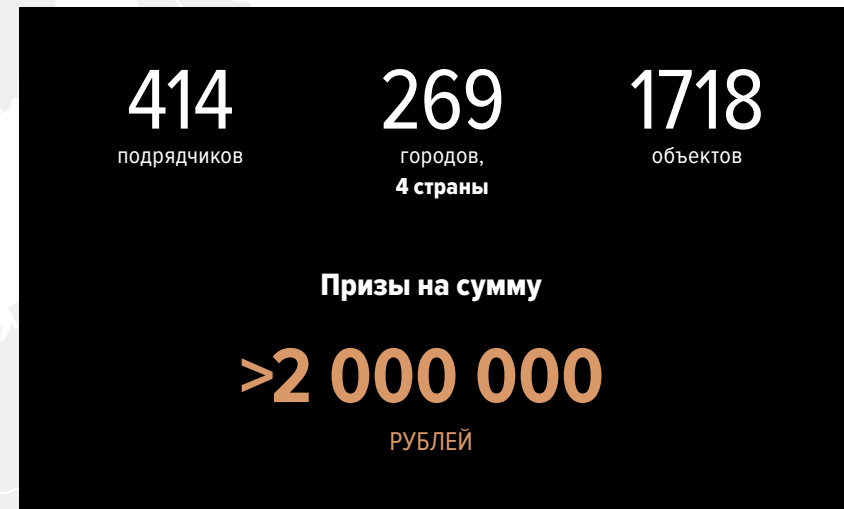 414 269 1718
подрядчиков городов, объектов
4 страны
Призы на сумму
>2 000 000
РУБЛЕЙ